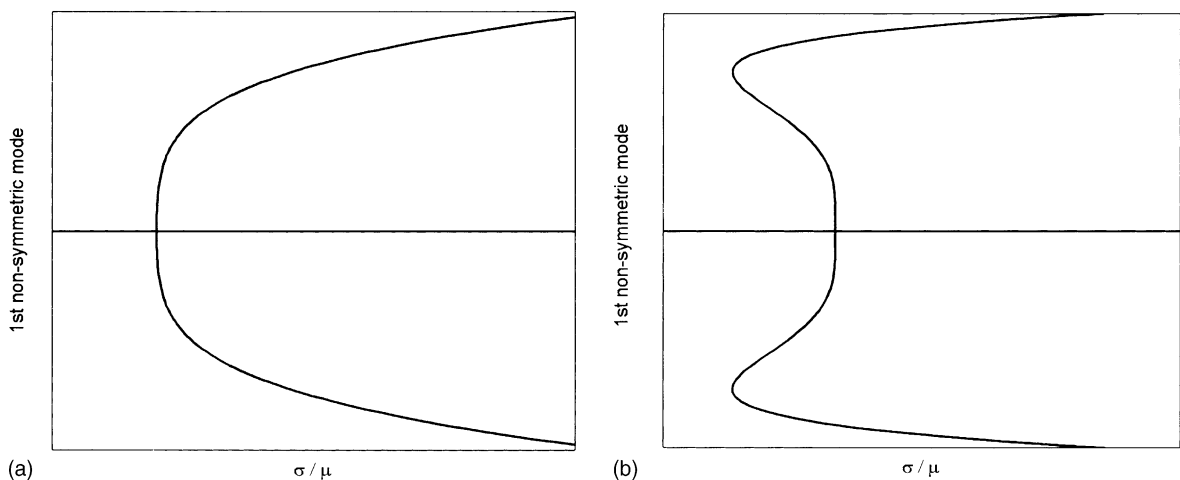 1st non-symmetric mode
(a)
σ / μ
1st non-symmetric mode
(b)
σ / μ